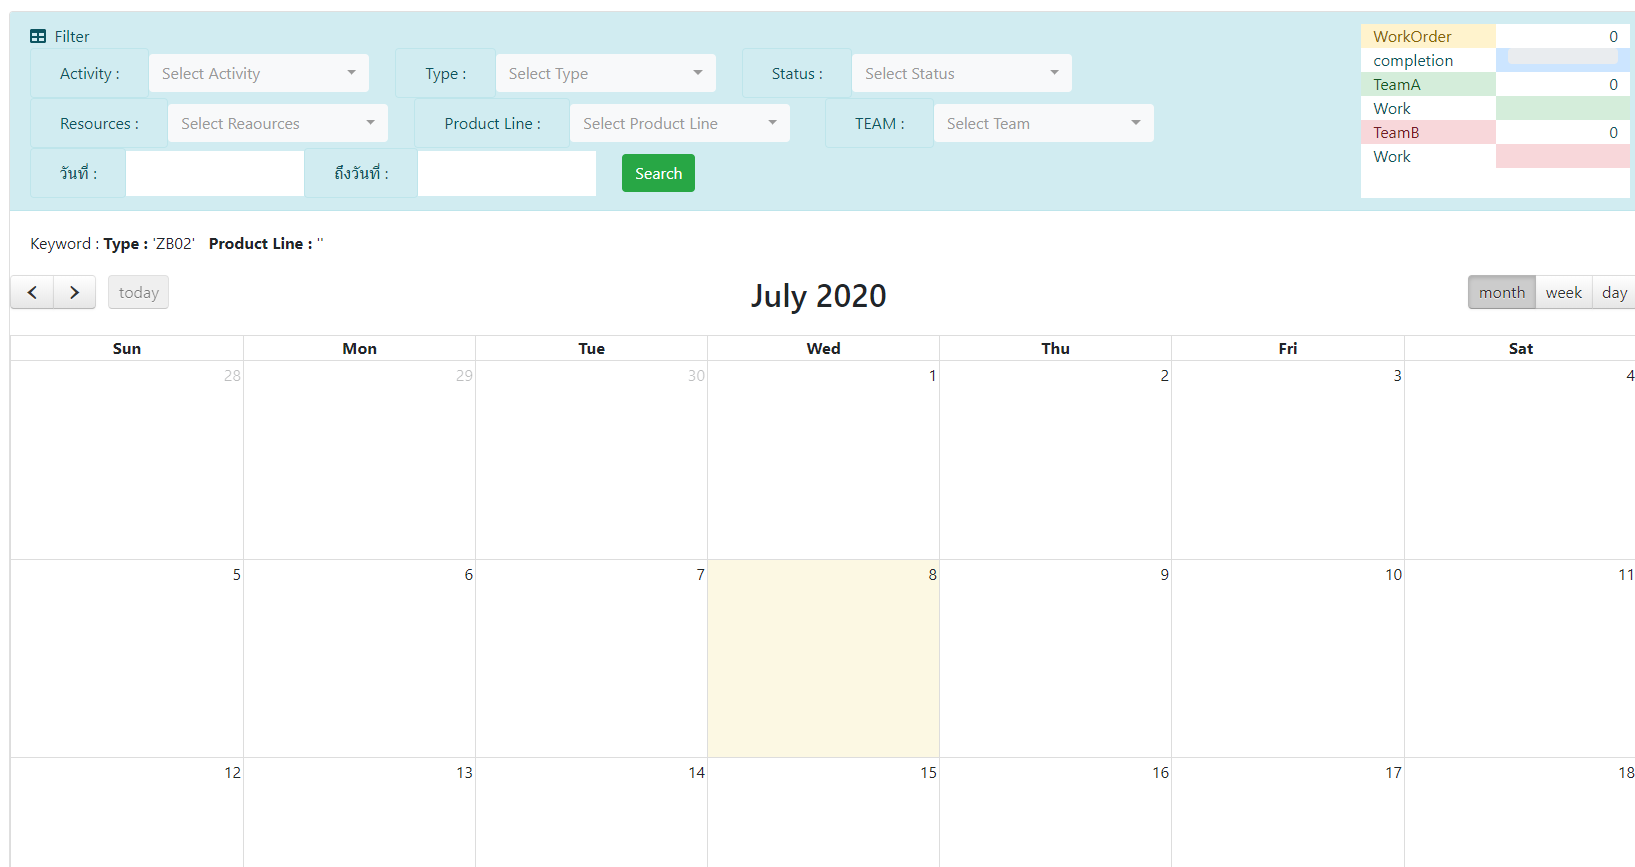 Filter
Activity : Select Activity Type : Select Type Status : Select Status
Resources : Select Reaources Product Line : Select Product Line TEAM : Select Team
วันที่ : ถึงวันที่ : Search
WorkOrder 0
completion
TeamA 0
Work
TeamB 0
Work
Keyword : Type : 'ZB02' Product Line : ''
today July 2020 month week day
Sun Mon Tue Wed Thu Fri Sat
28 29 30 1 2 3 4
5 6 7 8 9 10 11
12 13 14 15 16 17 18